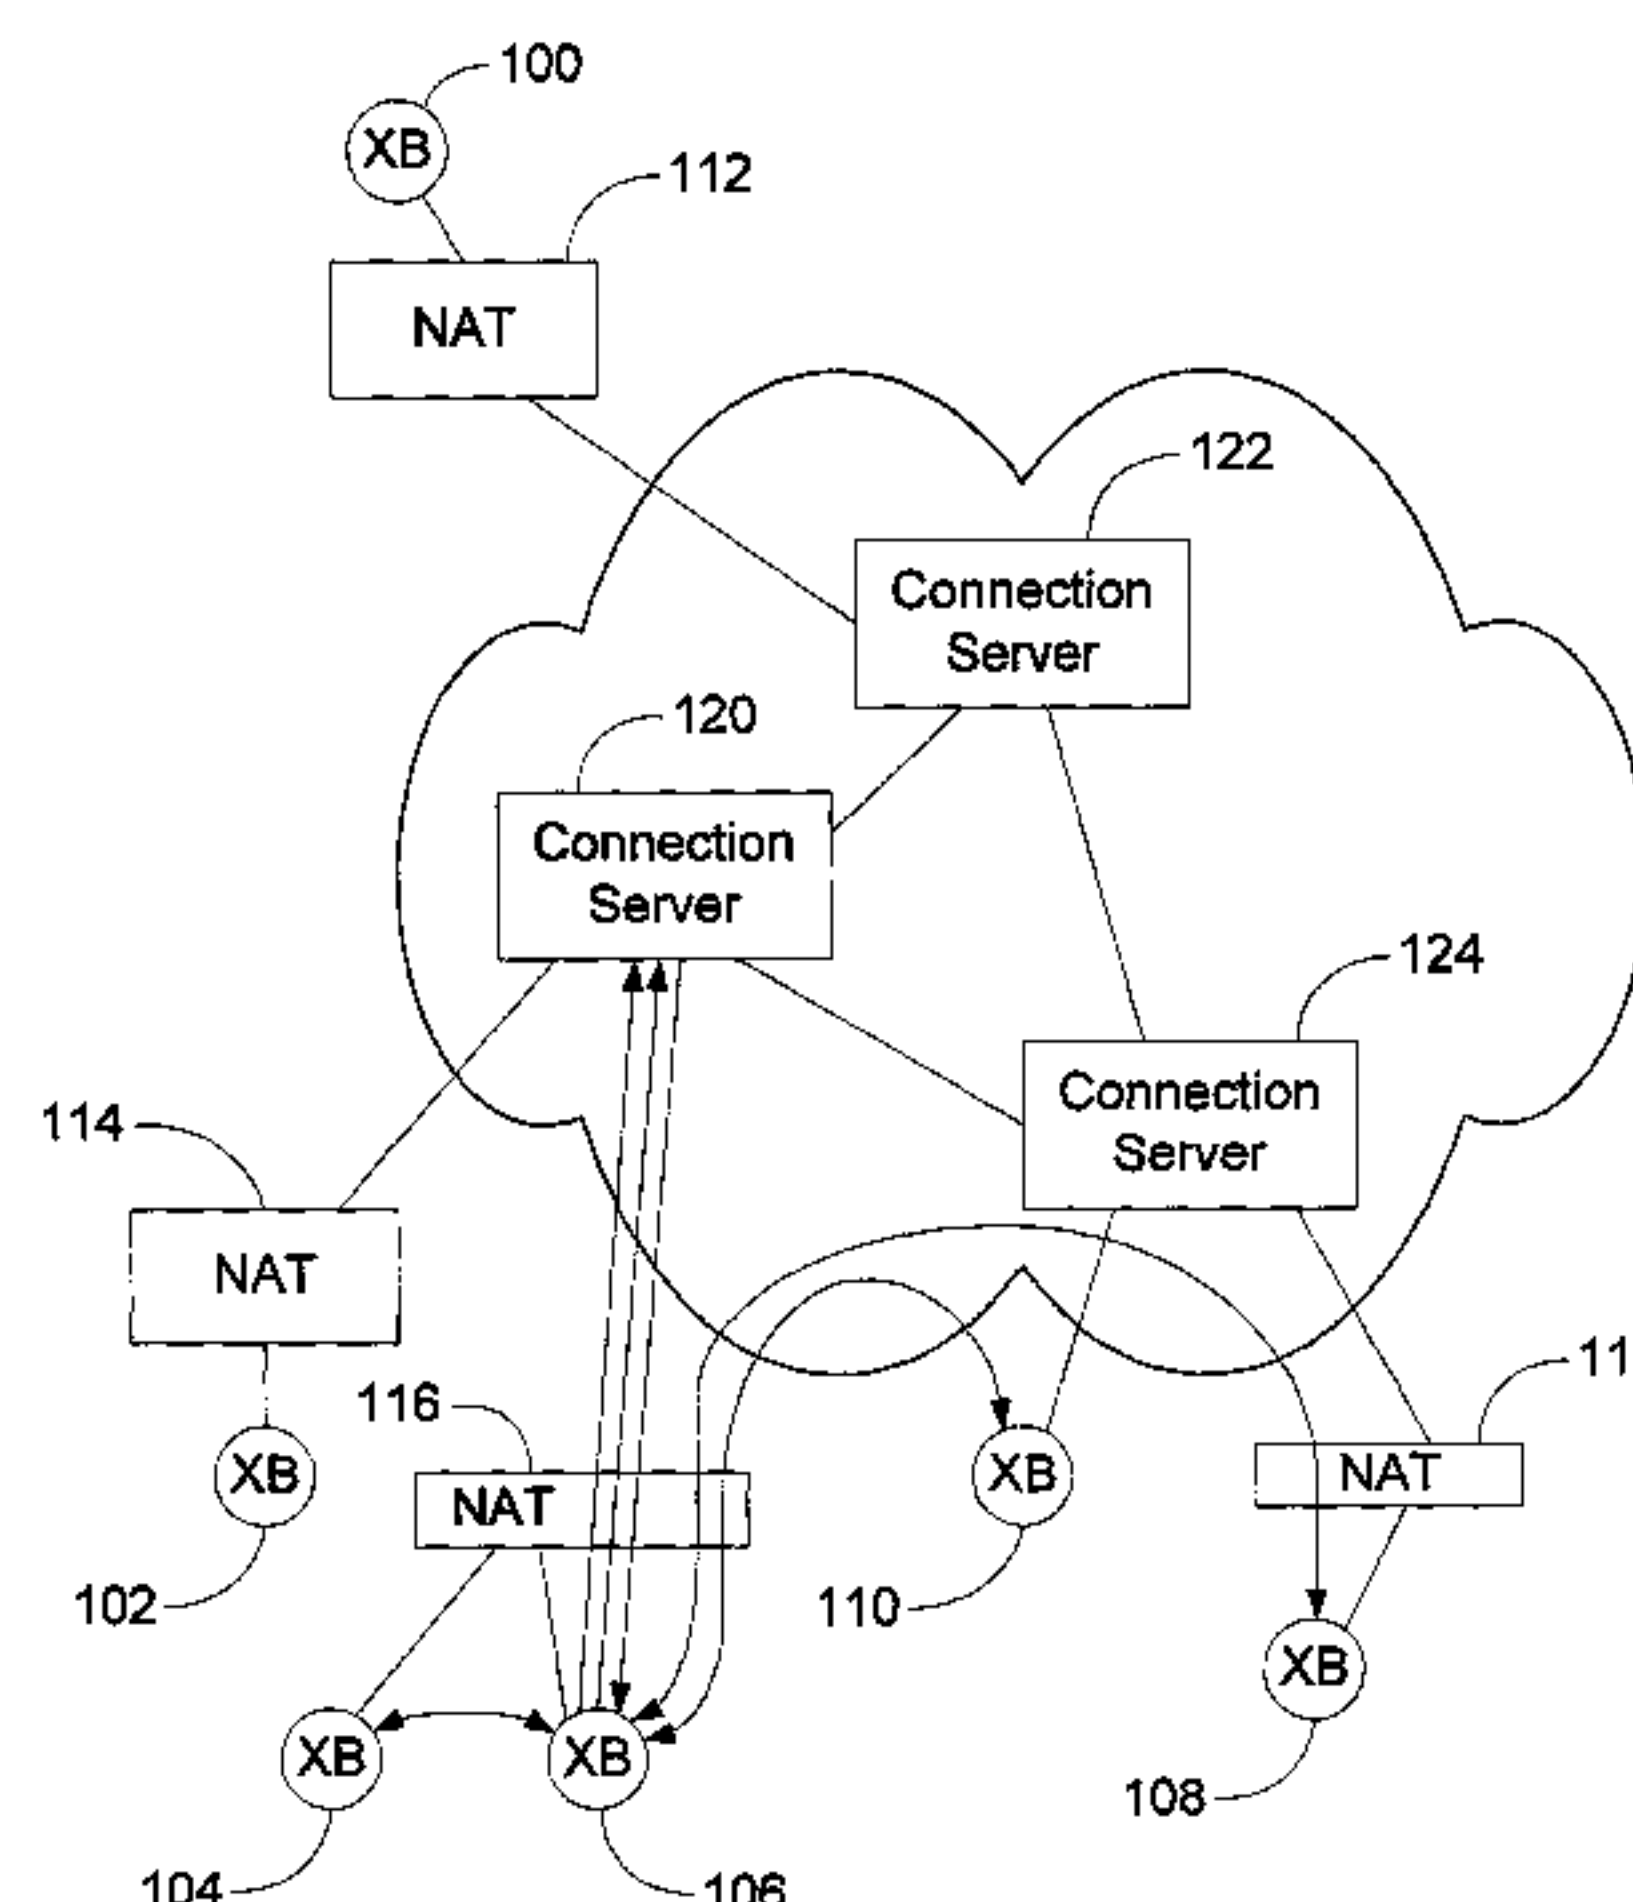 100
XB
112
NAT
122
Connection
Server
120
Connection
Server
124
Connection
Server
114
NAT
11
116
XB
NAT
XB
NAT
102
110
XB
XB
XB
108
104
106